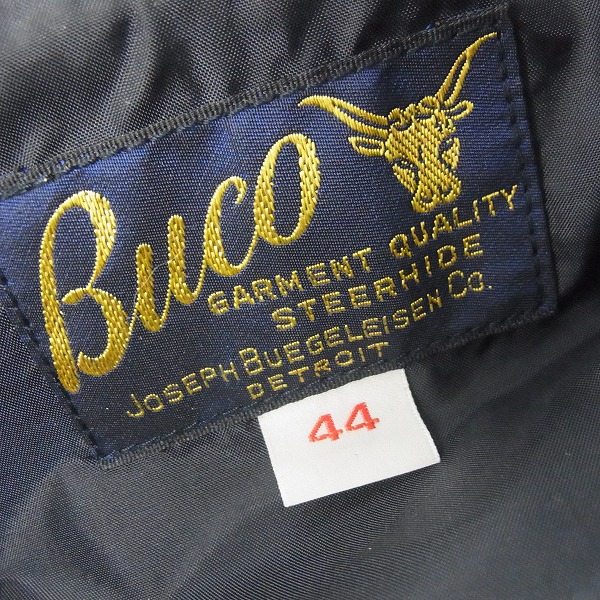 Buco
GARMENT QUALITY
STEERHIDE
JOSEPH BUEGELEISEN Co.
DETROIT
44